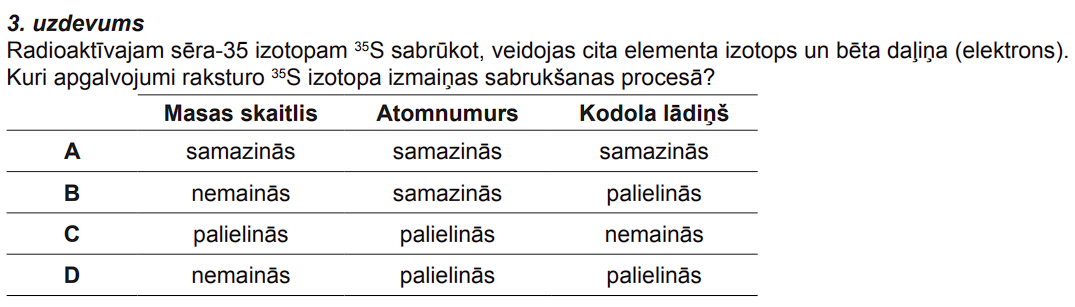 3. uzdevums
Radioaktīvajam sēra-35 izotopam ³⁵S sabrūkot, veidojas cita elementa izotops un bēta daļiņa (elektrons).
Kuri apgalvojumi raksturo ³⁵S izotopa izmaiņas sabrukšanas procesā?
Masas skaitlis Atomnumurs Kodola lādiņš
A samazinās samazinās samazinās
B nemainās samazinās palielinās
C palielinās palielinās nemainās
D nemainās palielinās palielinās